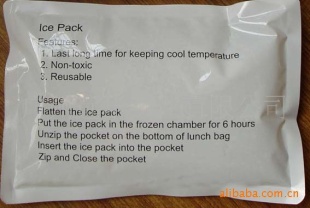 Ice Pack
Features:
1. Last long time for keeping cool temperature
2. Non-toxic
3. Reusable
Usage
Flatten the ice pack
Put the ice pack in the frozen chamber for 6 hours
Unzip the pocket on the bottom of lunch bag
Insert the ice pack into the pocket
Zip and Close the pocket
alibaba.com.cn